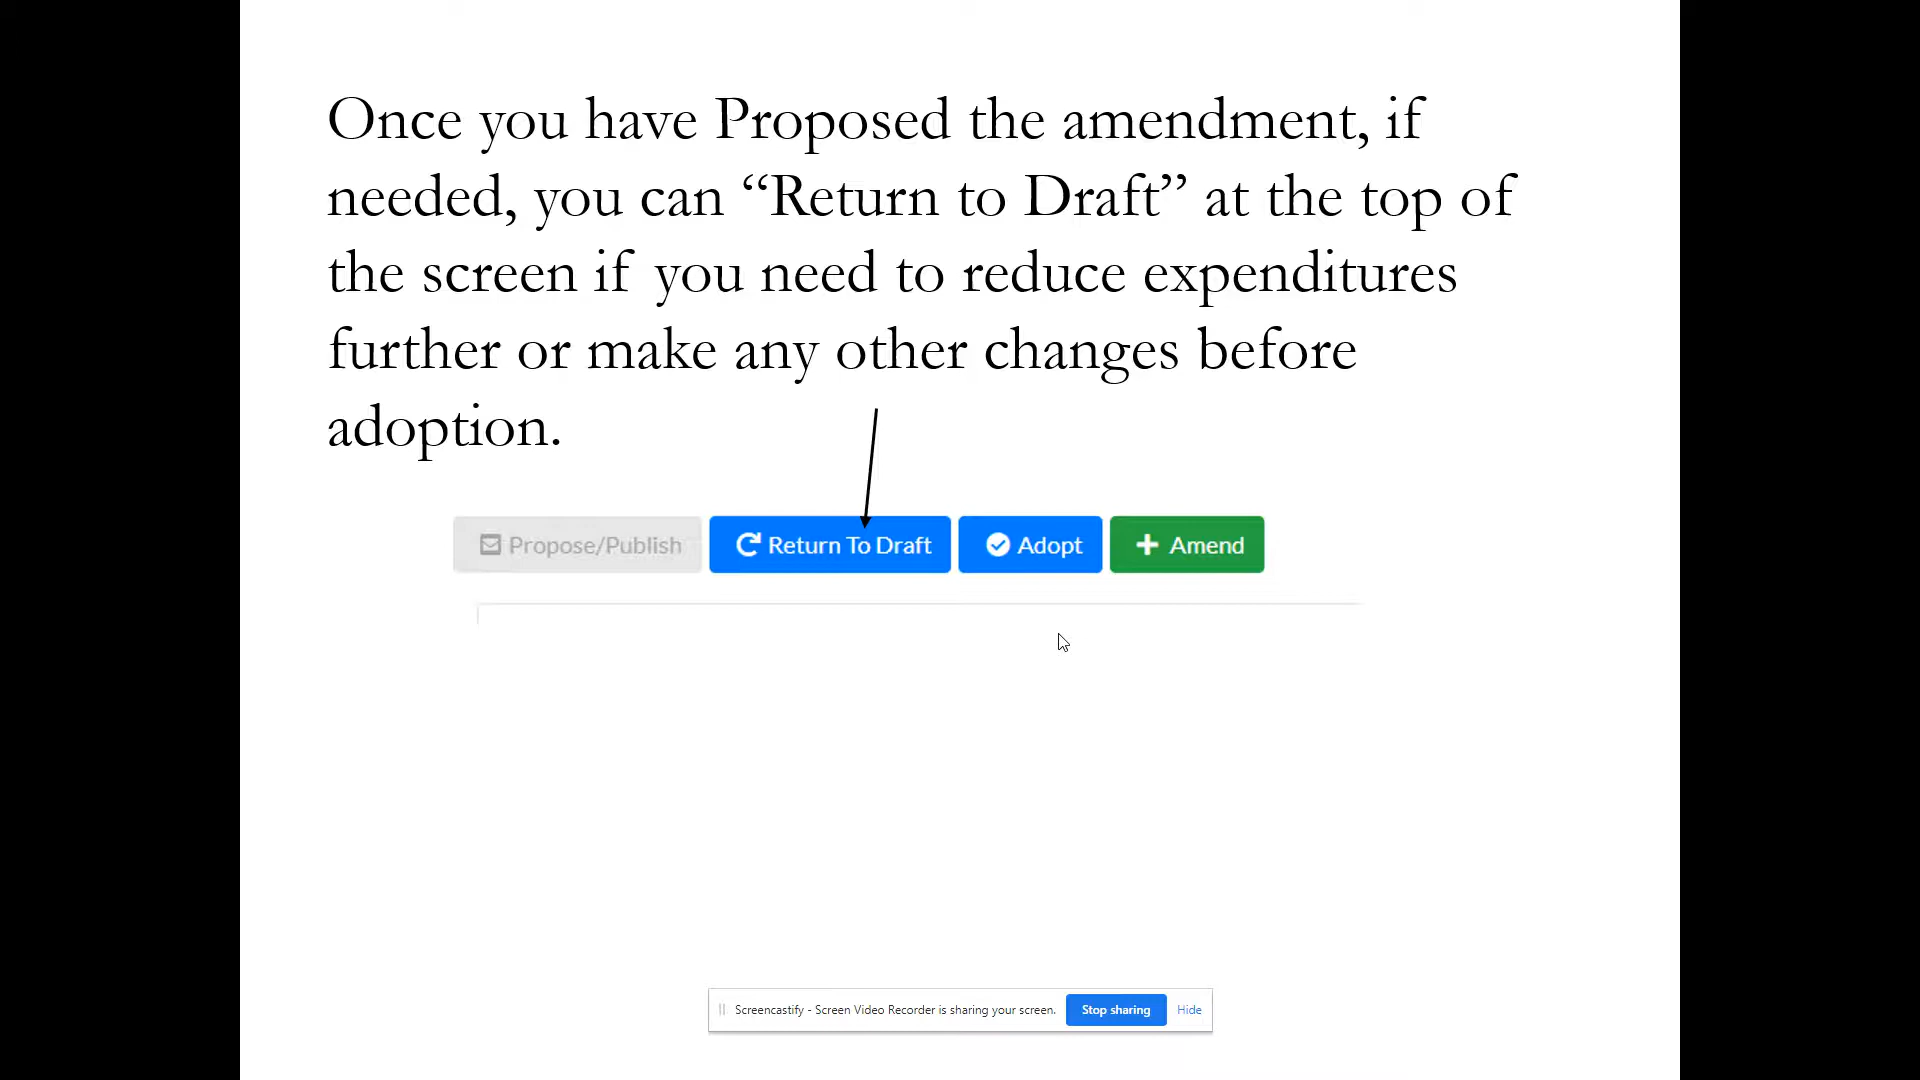 Once you have Proposed the amendment, if
needed, you can “Return to Draft” at the top of
the screen if you need to reduce expenditures
further or make any other changes before
adoption.
Propose/Publish Return To Draft Adopt Amend
Screencastify - Screen Video Recorder is sharing your screen. Stop sharing Hide